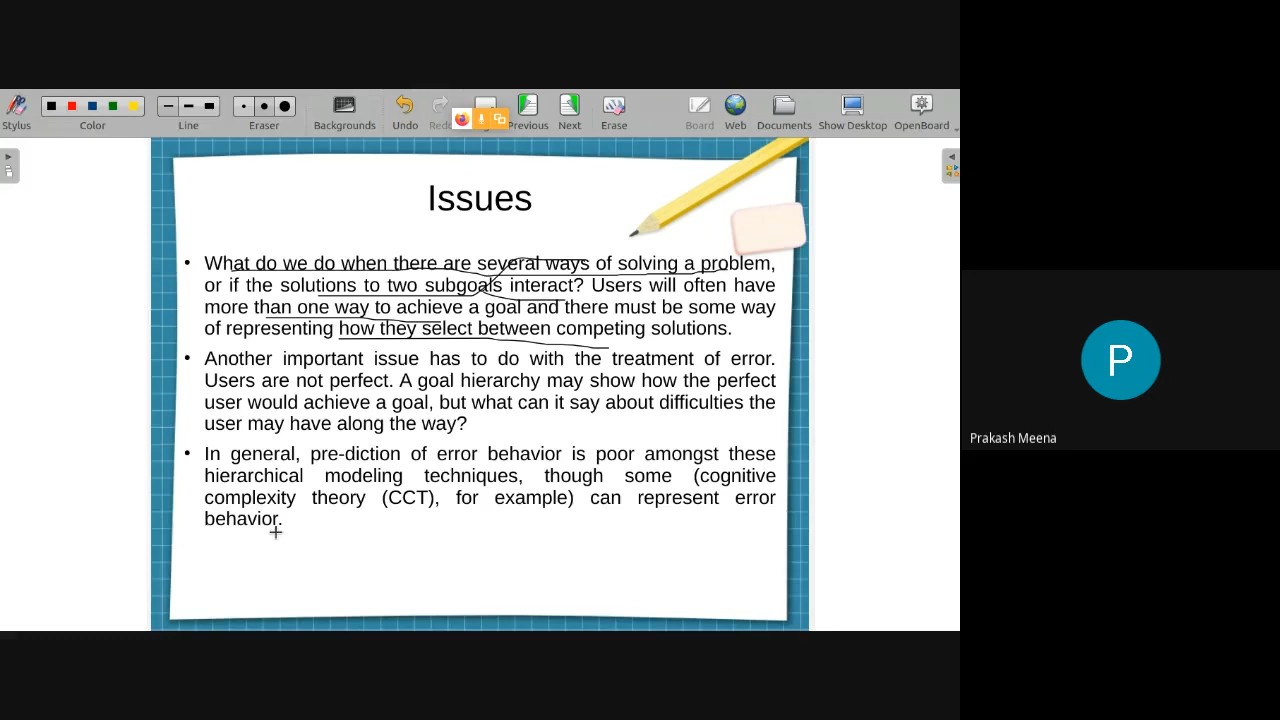 Stylus
Color
Line
Eraser
Backgrounds
Undo
Previous
Next
Erase
Board
Web
Documents
Show Desktop
OpenBoard
Issues
• What do we do when there are several ways of solving a problem,
or if the solutions to two subgoals interact? Users will often have
more than one way to achieve a goal and there must be some way
of representing how they select between competing solutions.
• Another important issue has to do with the treatment of error.
Users are not perfect. A goal hierarchy may show how the perfect
user would achieve a goal, but what can it say about difficulties the
user may have along the way?
• In general, pre-diction of error behavior is poor amongst these
hierarchical modeling techniques, though some (cognitive
complexity theory (CCT), for example) can represent error
behavior.
P
Prakash Meena